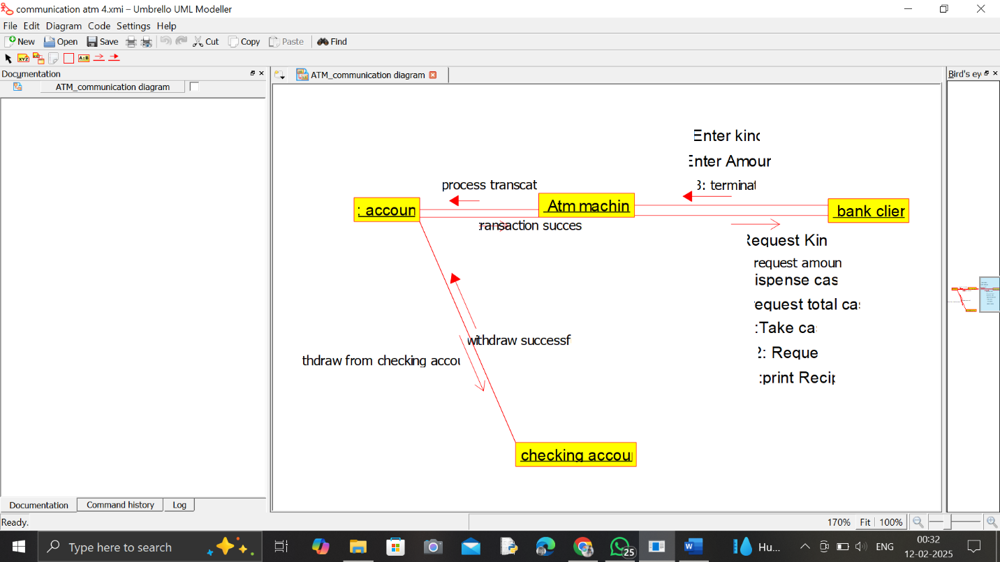 communication atm 4.xmi – Umbrello UML Modeller
File Edit Diagram Code Settings Help
New Open Save Cut Copy Paste Find
XYZ A:B
Documentation
ATM_communication diagram
ATM_communication diagram
Bird's ey
Enter kind
Enter Amour
3: terminat
process transcat
: accoun
Atm machin
bank clier
ransaction succes
Request Kin
request amoun
ispense cas
request total cas
:Take cas
2: Reque
:print Recip
withdraw successf
thdraw from checking accou
checking accou
Documentation Command history Log
Ready.
170% Fit 100%
Type here to search
25
Hu...
ENG
00:32
12-02-2025